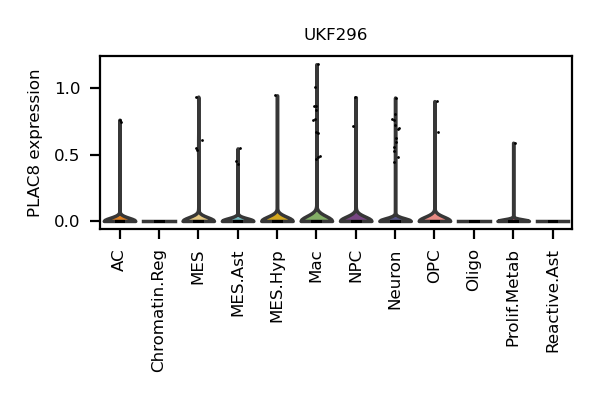 UKF296
PLAC8 expression
1.0
0.5
0.0
AC
Chromatin.Reg
MES
MES.Ast
MES.Hyp
Mac
NPC
Neuron
OPC
Oligo
Prolif.Metab
Reactive.Ast